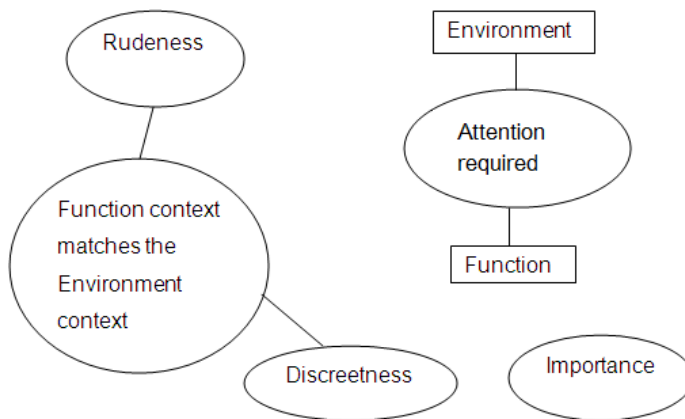 Rudeness
Environment
Attention
required
Function context
matches the
Environment
context
Function
Discreetness
Importance